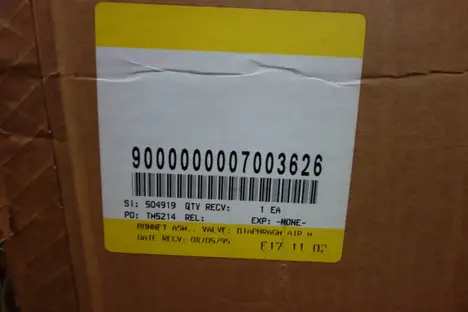 9000000007003626
SI: 504919 QTY RECV: 1 EA
PO: TW5214 REL: EXP: -NONE-
BONNET ASM., VALVE: DIAPHRAGM AIR W
DATE RECV: 08/05/95 E17 11 02